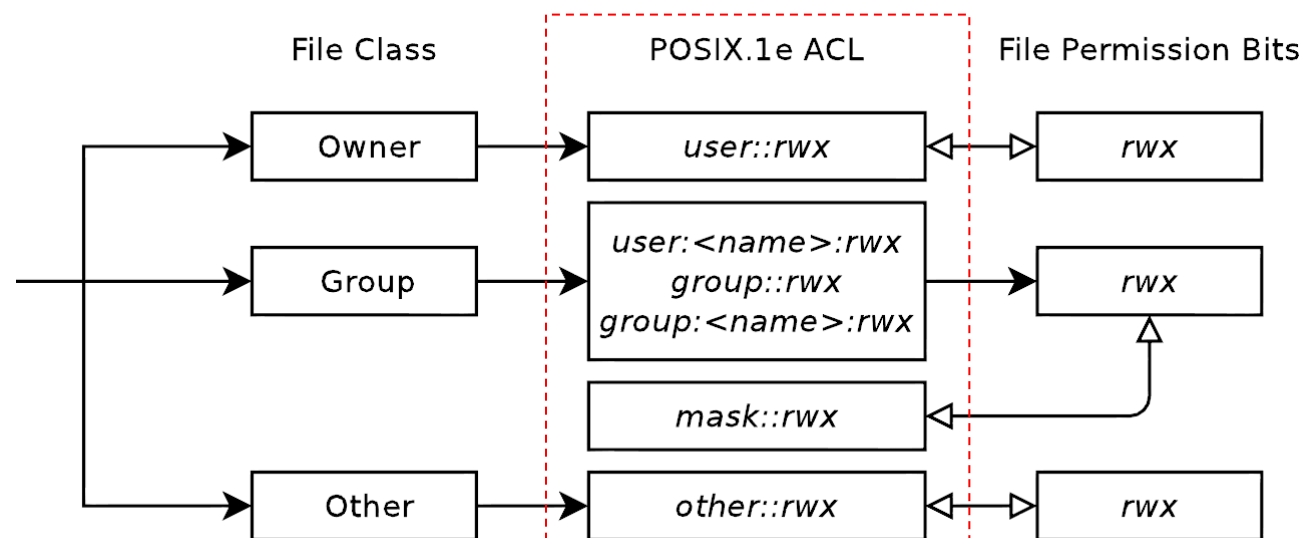 File Class
POSIX.1e ACL
File Permission Bits
Owner
user::rwx
rwx
Group
user:<name>:rwx
group::rwx
group:<name>:rwx
rwx
mask::rwx
Other
other::rwx
rwx